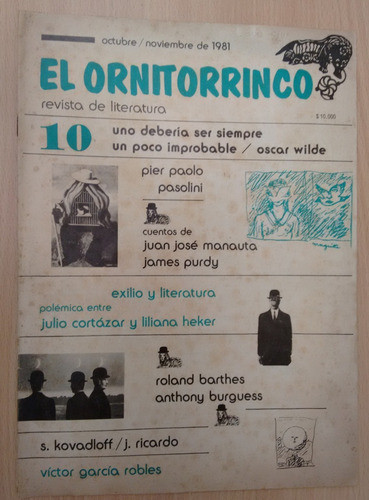 octubre / noviembre de 1981
EL ORNITORRINCO
revista de literatura
$ 10.000
10
uno debería ser siempre
un poco improbable / oscar wilde
pier paolo
pasolini
cuentos de
juan josé manauta
james purdy
magritte
exilio y literatura
polémica entre
julio cortázar y liliana heker
roland barthes
anthony burguess
s. kovadloff / j. ricardo
víctor garcía robles